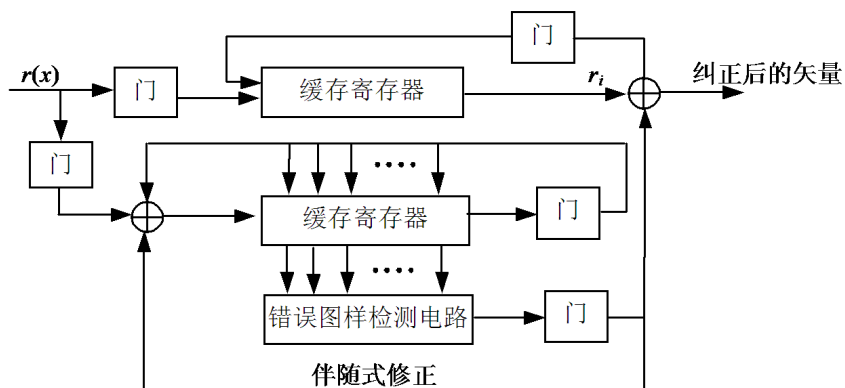 门
r(x)
门
缓存寄存器
r_i
纠正后的矢量
门
····
缓存寄存器
门
····
错误图样检测电路
门
伴随式修正